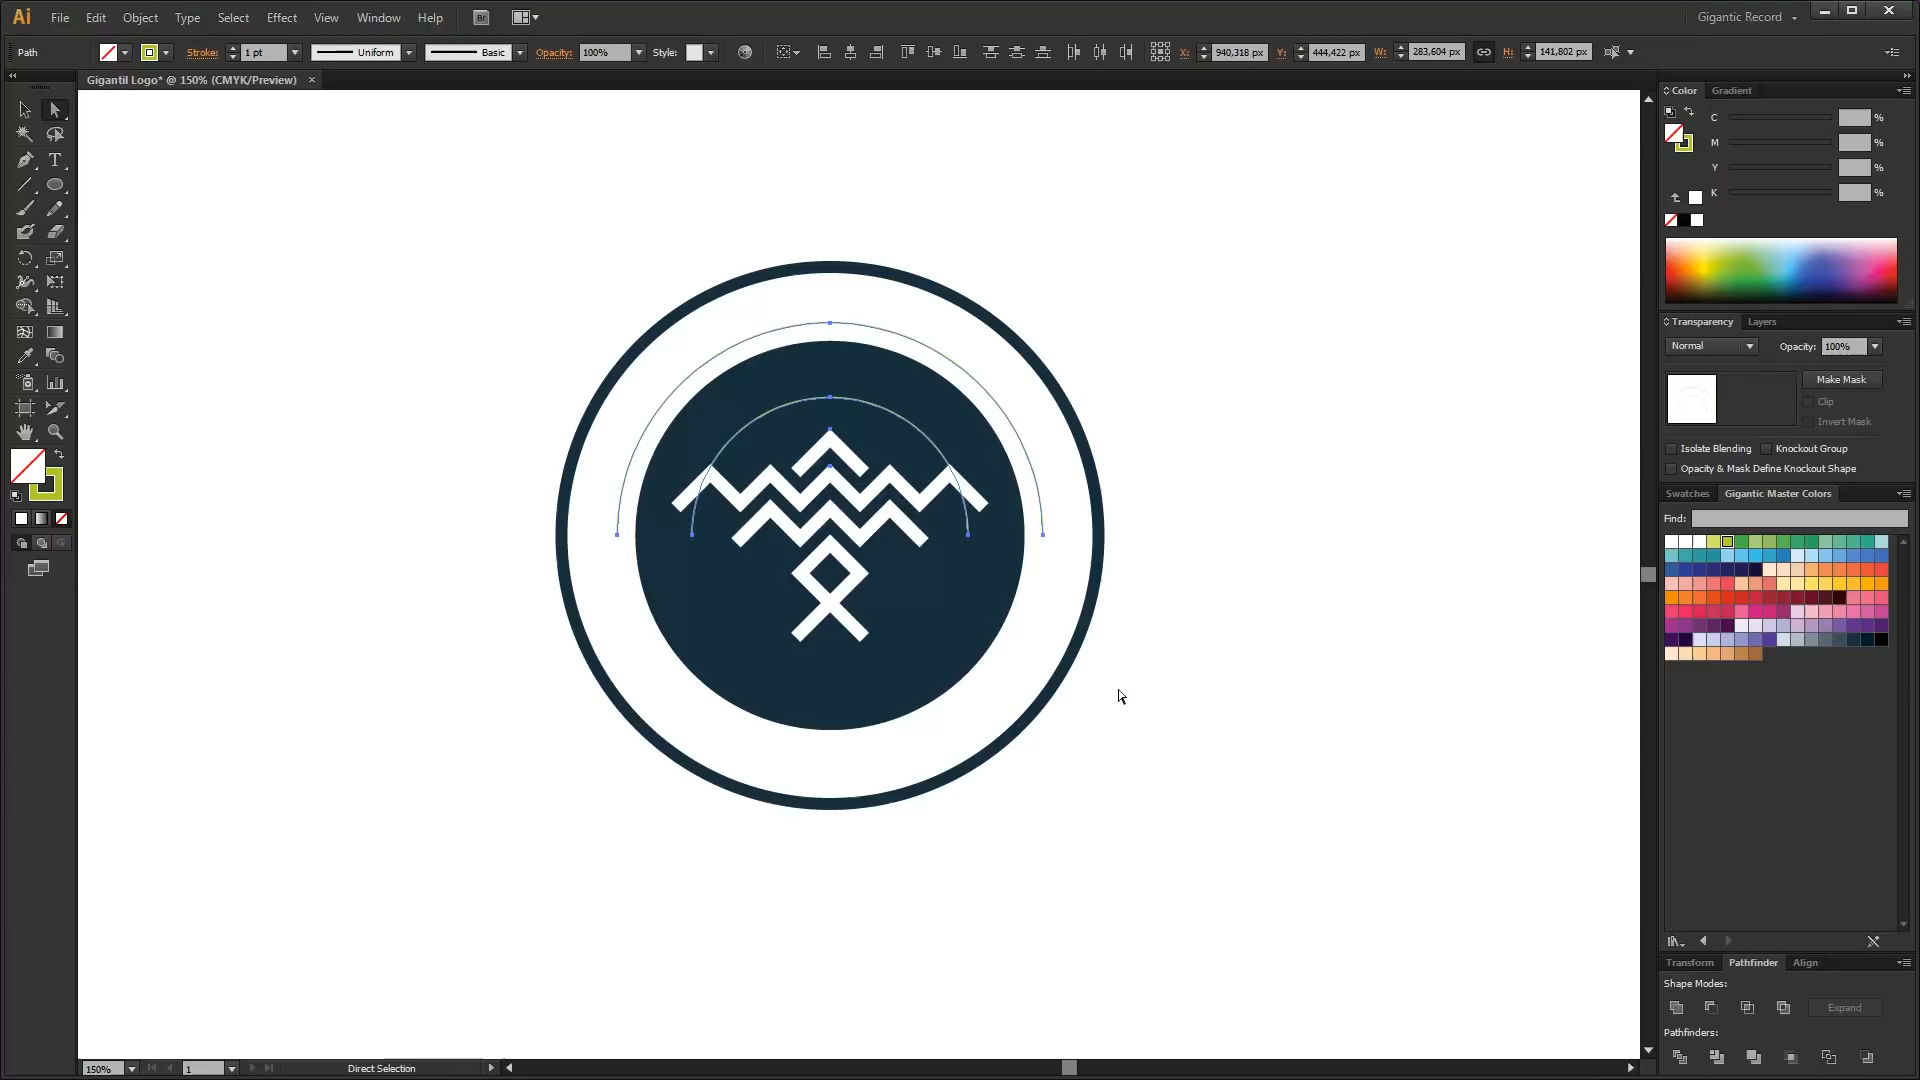 Ai File Edit Object Type Select Effect View Window Help Br Gigantic Record
Path Stroke: 1 pt Uniform Basic Opacity: 100% Style: X: 940,318 px Y: 444,422 px W: 283,604 px H: 141,802 px
Gigantil Logo* @ 150% (CMYK/Preview)
Color Gradient
C %
M %
Y %
K %
Transparency Layers
Normal Opacity: 100%
Make Mask
Clip
Invert Mask
Isolate Blending Knockout Group
Opacity & Mask Define Knockout Shape
Swatches Gigantic Master Colors
Find:
Transform Pathfinder Align
Shape Modes:
Expand
Pathfinders:
150% 1 Direct Selection